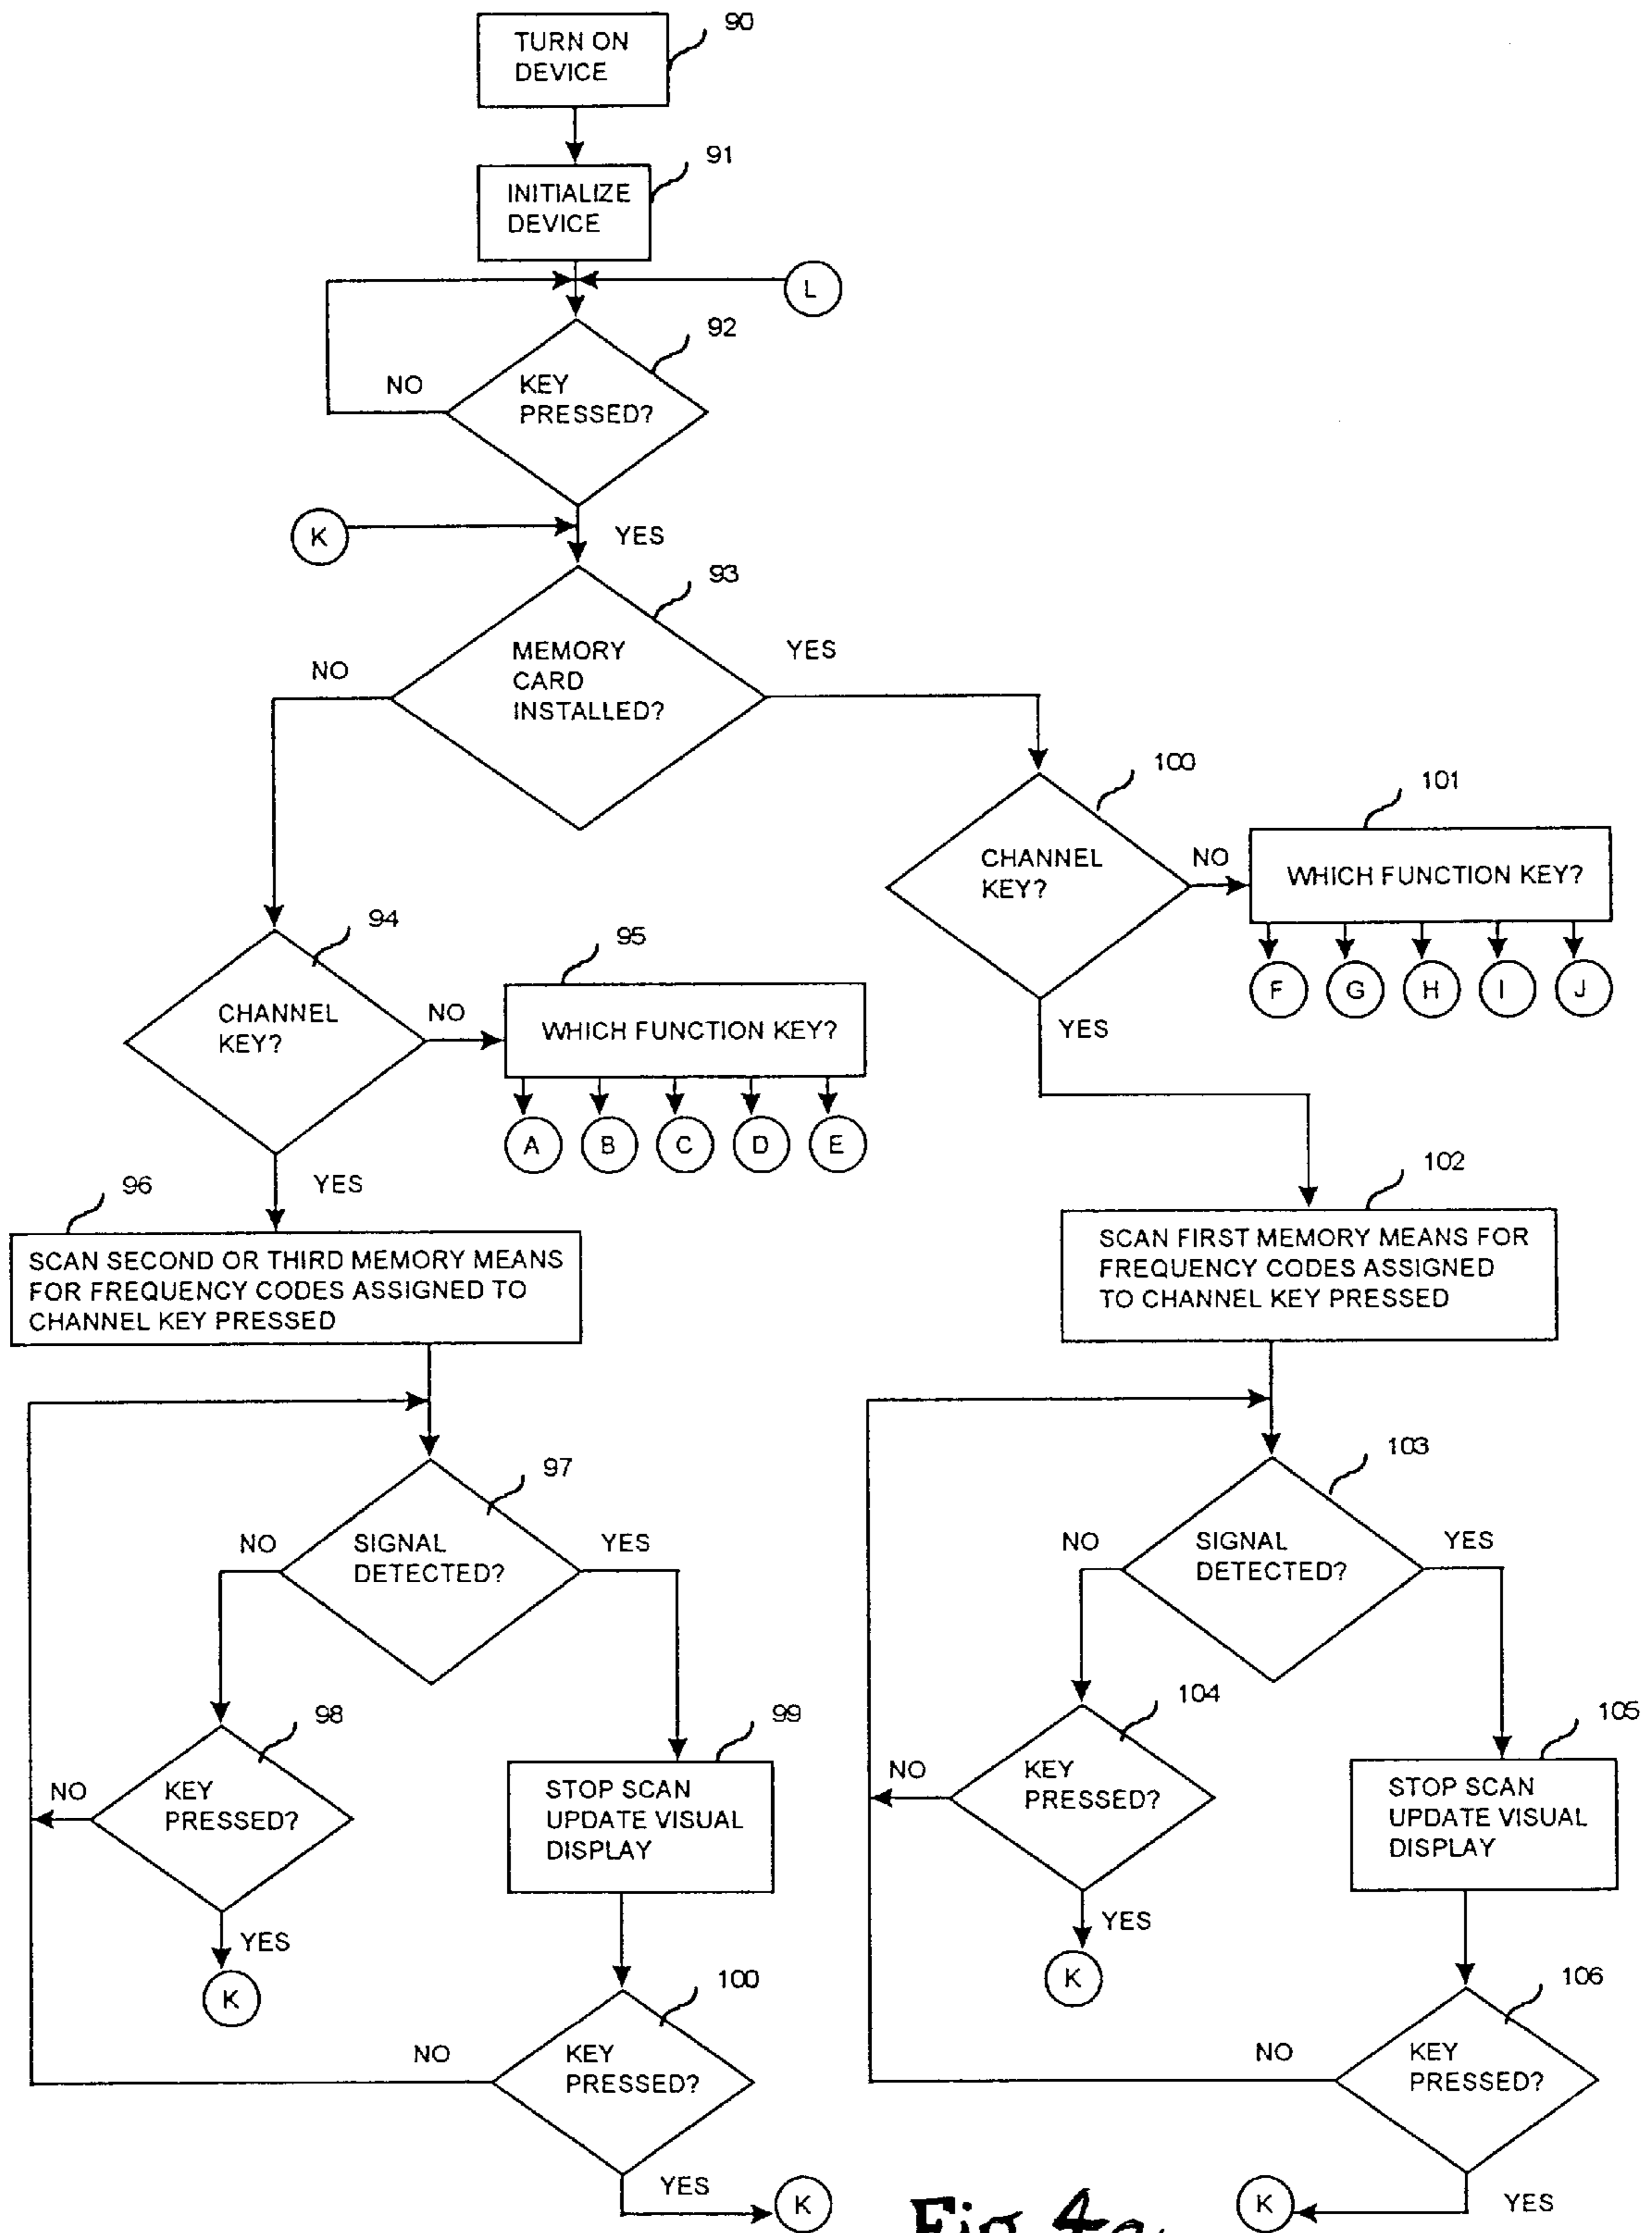 90
TURN ON
DEVICE
91
INITIALIZE
DEVICE
L
92
NO
KEY
PRESSED?
K
YES
93
NO
MEMORY
CARD
INSTALLED?
YES
100
CHANNEL
KEY?
NO
101
WHICH FUNCTION KEY?
F G H I J
YES
94
CHANNEL
KEY?
NO
95
WHICH FUNCTION KEY?
A B C D E
YES
96
SCAN SECOND OR THIRD MEMORY MEANS
FOR FREQUENCY CODES ASSIGNED TO
CHANNEL KEY PRESSED
102
SCAN FIRST MEMORY MEANS FOR
FREQUENCY CODES ASSIGNED
TO CHANNEL KEY PRESSED
97
NO
SIGNAL
DETECTED?
YES
98
NO
KEY
PRESSED?
YES
K
99
STOP SCAN
UPDATE VISUAL
DISPLAY
100
NO
KEY
PRESSED?
YES
K
103
NO
SIGNAL
DETECTED?
YES
104
NO
KEY
PRESSED?
YES
K
105
STOP SCAN
UPDATE VISUAL
DISPLAY
106
NO
KEY
PRESSED?
YES
K
Fig 4a